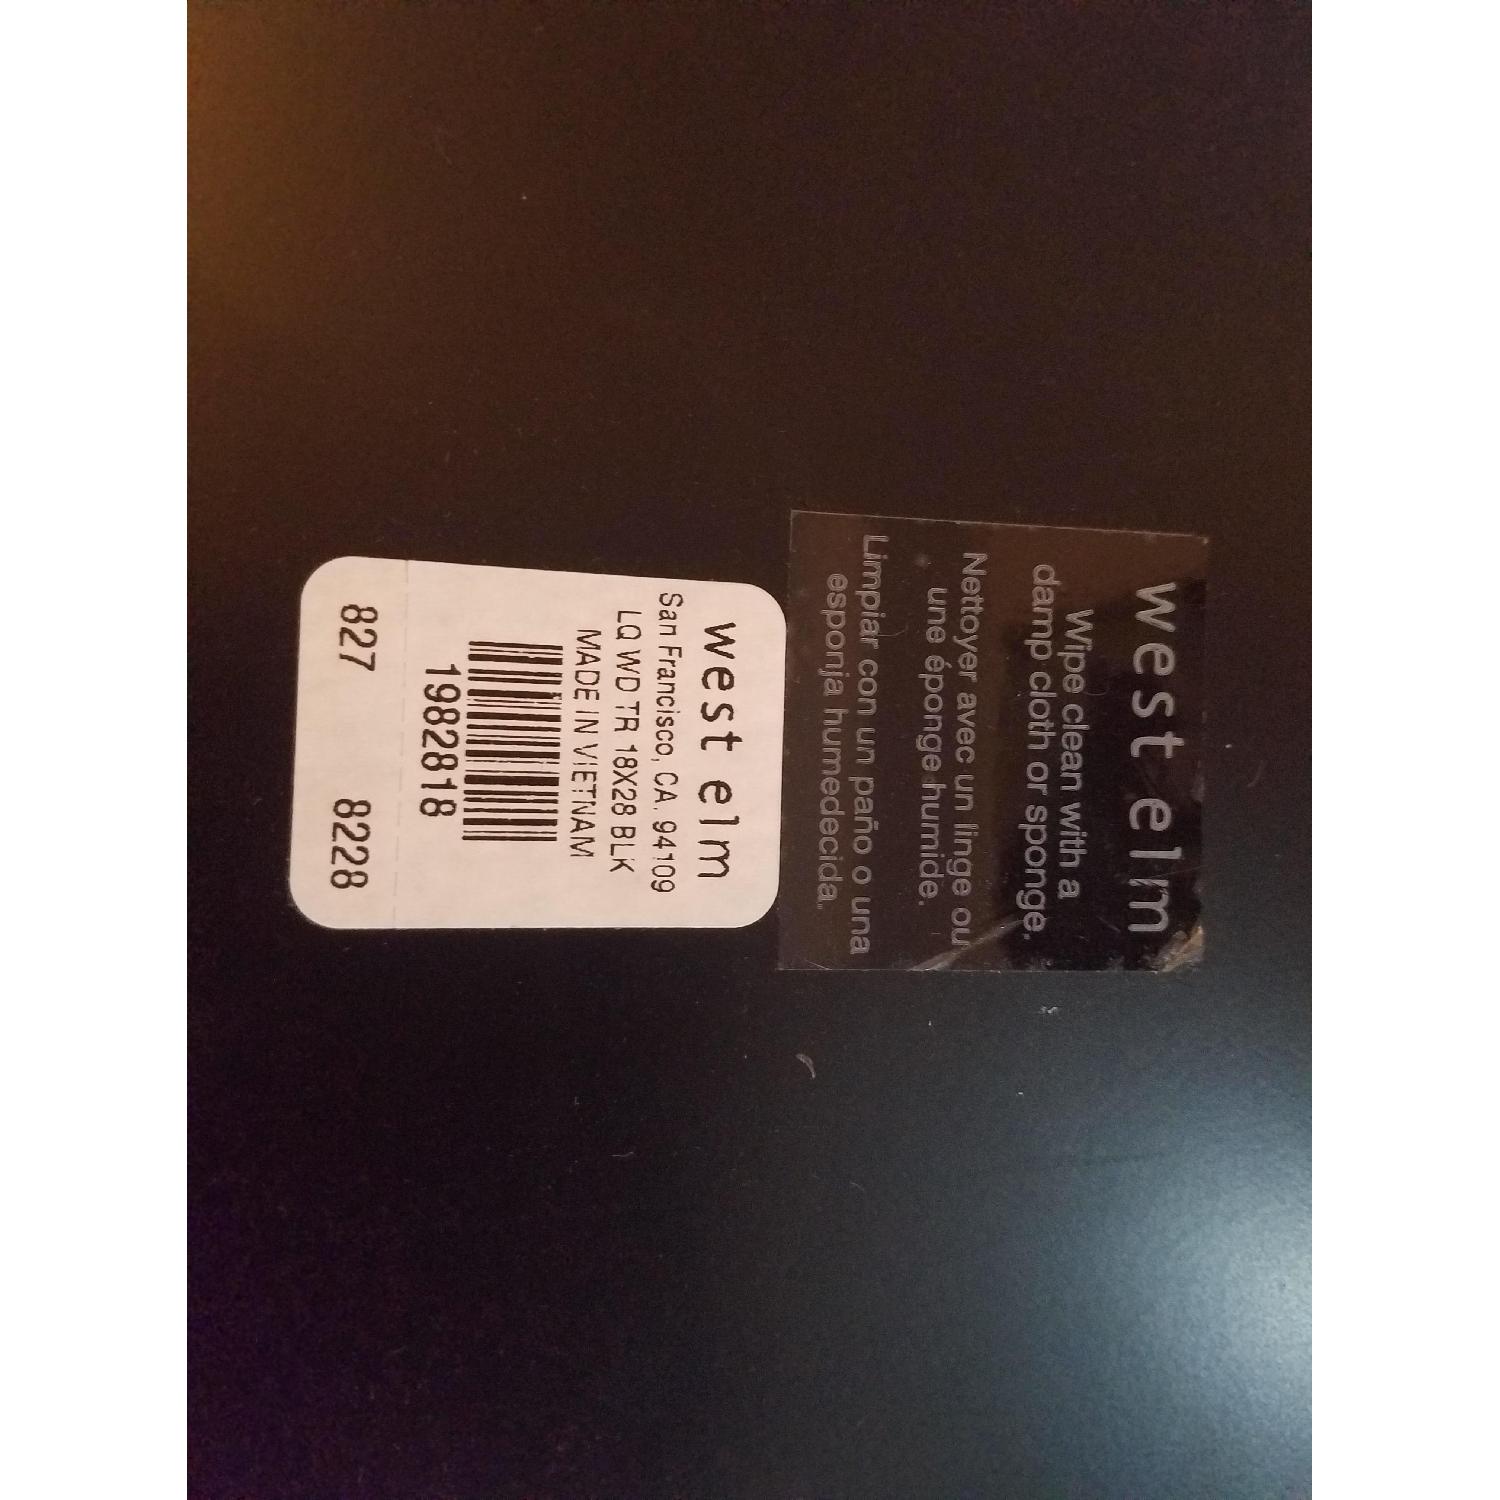 west elm
Wipe clean with a
damp cloth or sponge.
Nettoyer avec un linge ou
une éponge humide.
Limpiar con un paño o una
esponja humedecida.
west elm
San Francisco, CA. 94109
LQ WD TR 18X28 BLK
MADE IN VIETNAM
1982818
827 8228